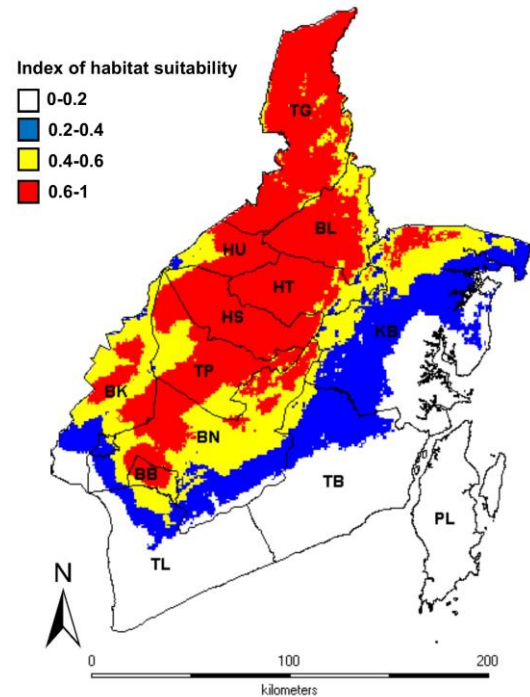 Index of habitat suitability
0-0.2
0.2-0.4
0.4-0.6
0.6-1
TG
BL
HU
HT
HS
KB
TP
BK
BN
BB
TB
PL
TL
N
0 100 200
kilometers